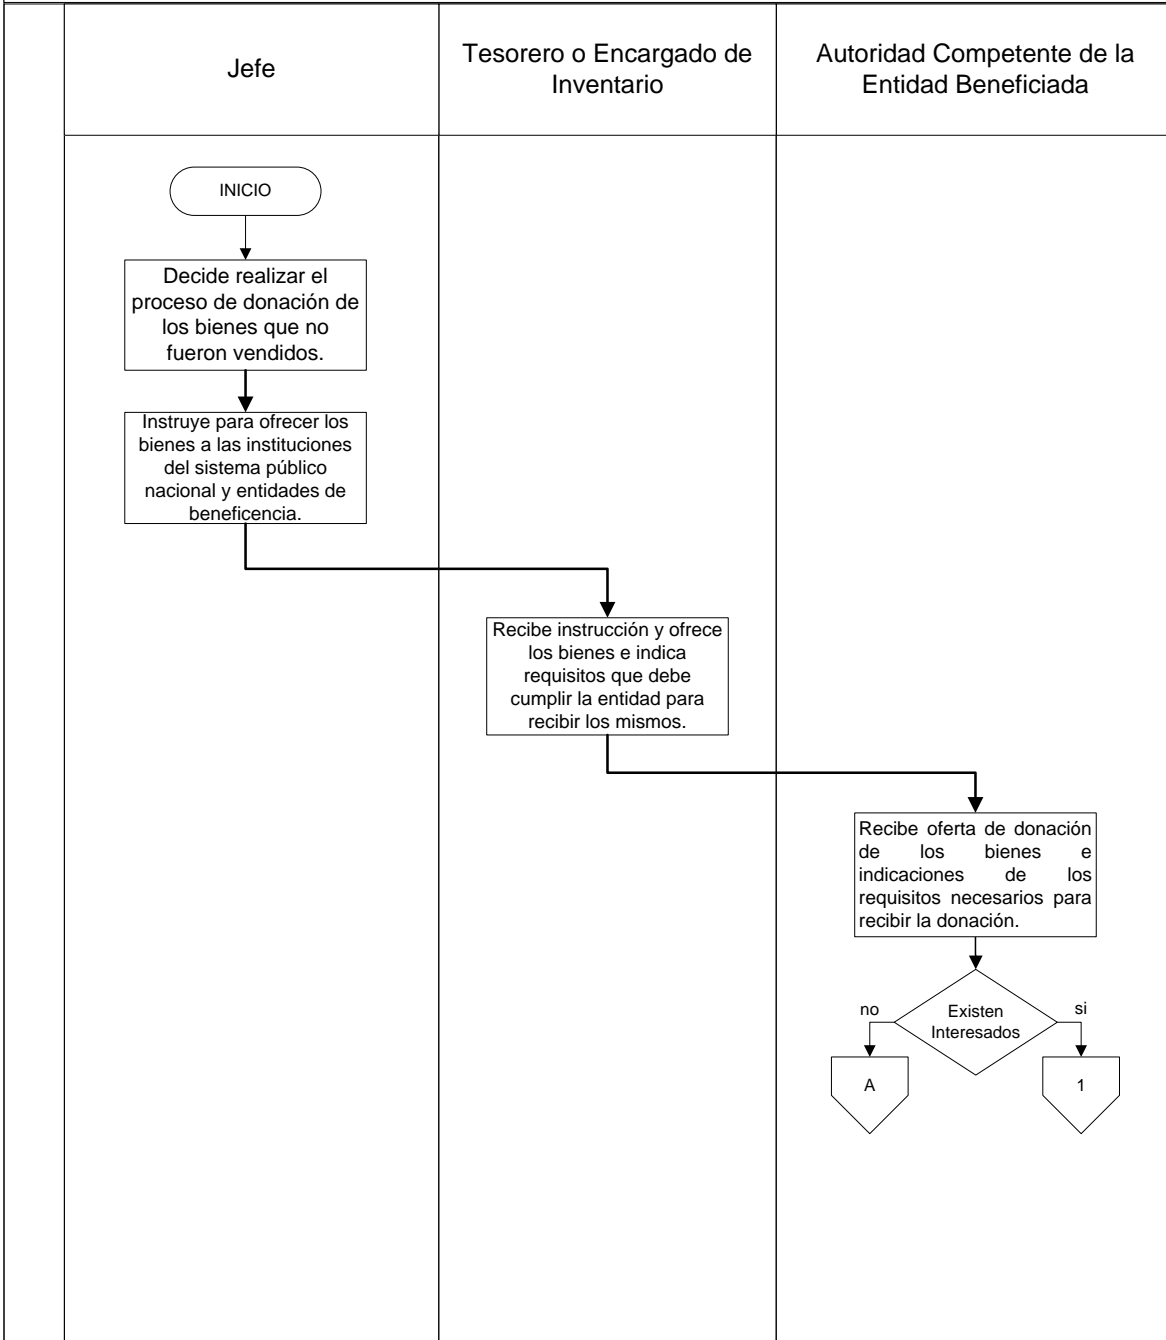 Jefe
Tesorero o Encargado de
Inventario
Autoridad Competente de la
Entidad Beneficiada
INICIO
Decide realizar el
proceso de donación de
los bienes que no
fueron vendidos.
Instruye para ofrecer los
bienes a las instituciones
del sistema público
nacional y entidades de
beneficencia.
Recibe instrucción y ofrece
los bienes e indica
requisitos que debe
cumplir la entidad para
recibir los mismos.
Recibe oferta de donación
de los bienes e
indicaciones de los
requisitos necesarios para
recibir la donación.
no
Existen
Interesados
si
A
1